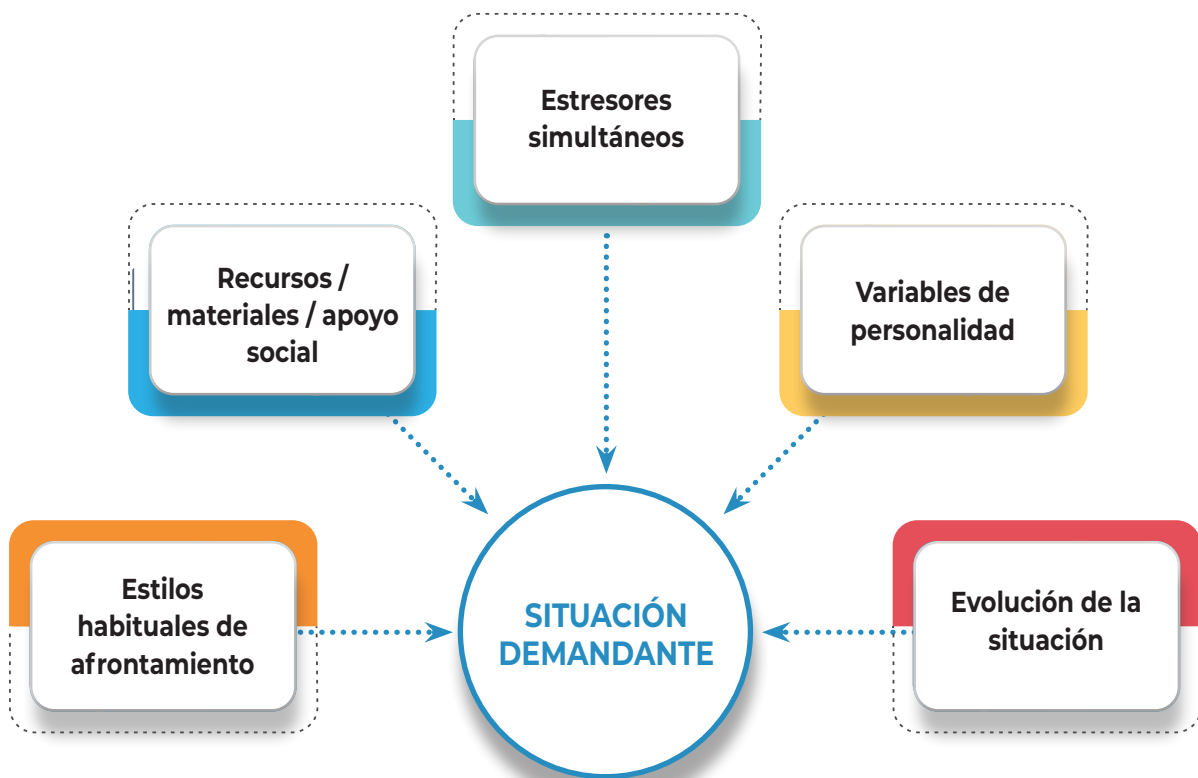 Estresores
simultáneos
Recursos /
materiales / apoyo
social
Variables de
personalidad
Estilos
habituales de
afrontamiento
SITUACIÓN
DEMANDANTE
Evolución de la
situación